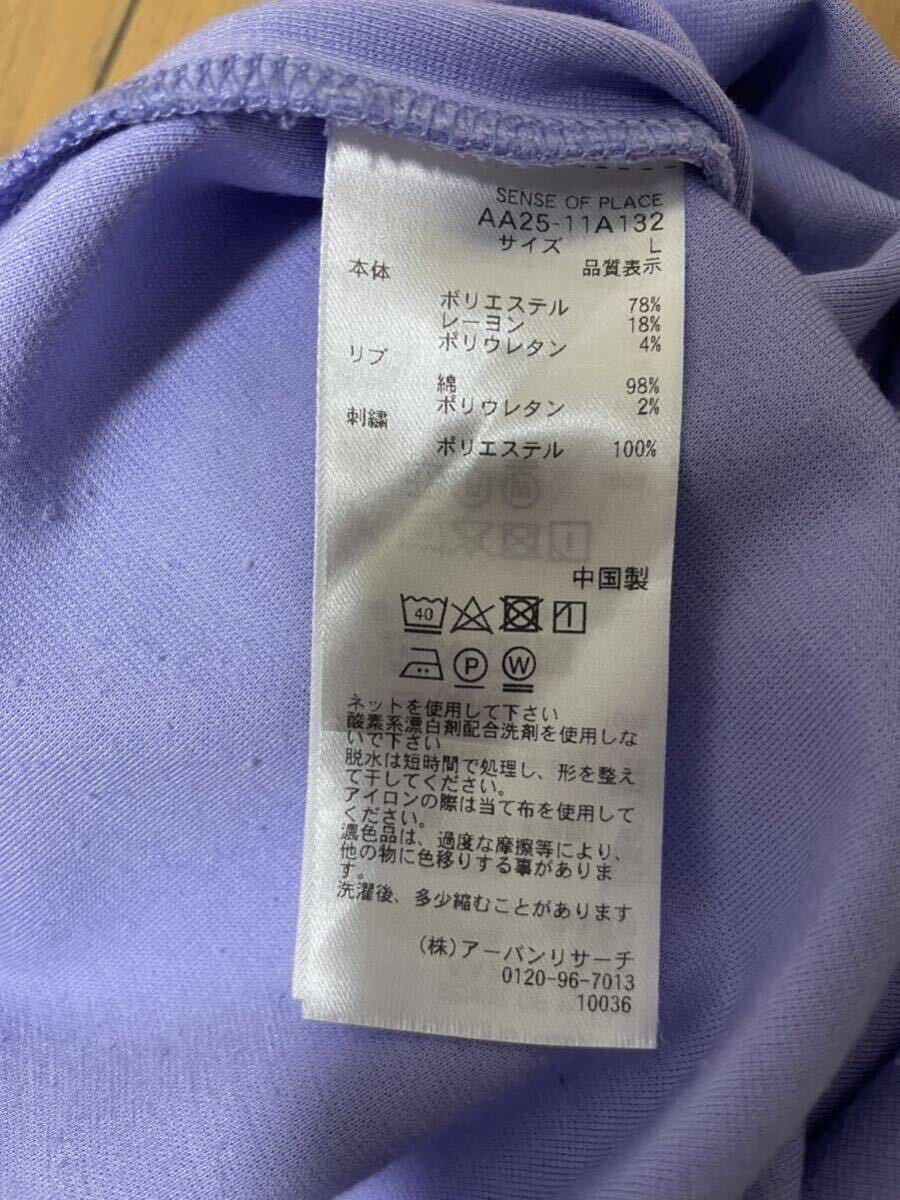 SENSE OF PLACE
AA25-11A132
サイズ L
本体 品質表示
ポリエステル 78%
レーヨン 18%
ポリウレタン 4%
リブ
綿 98%
ポリウレタン 2%
刺繍
ポリエステル 100%
中国製
40
P W
ネットを使用して下さい
酸素系漂白剤配合洗剤を使用しな
いで下さい
脱水は短時間で処理し、形を整え
て干してください。
アイロンの際は当て布を使用して
ください。
濃色品は、過度な摩擦等により、
他の物に色移りする事がありま
す。
洗濯後、多少縮むことがあります
(株)アーバンリサーチ
0120-96-7013
10036